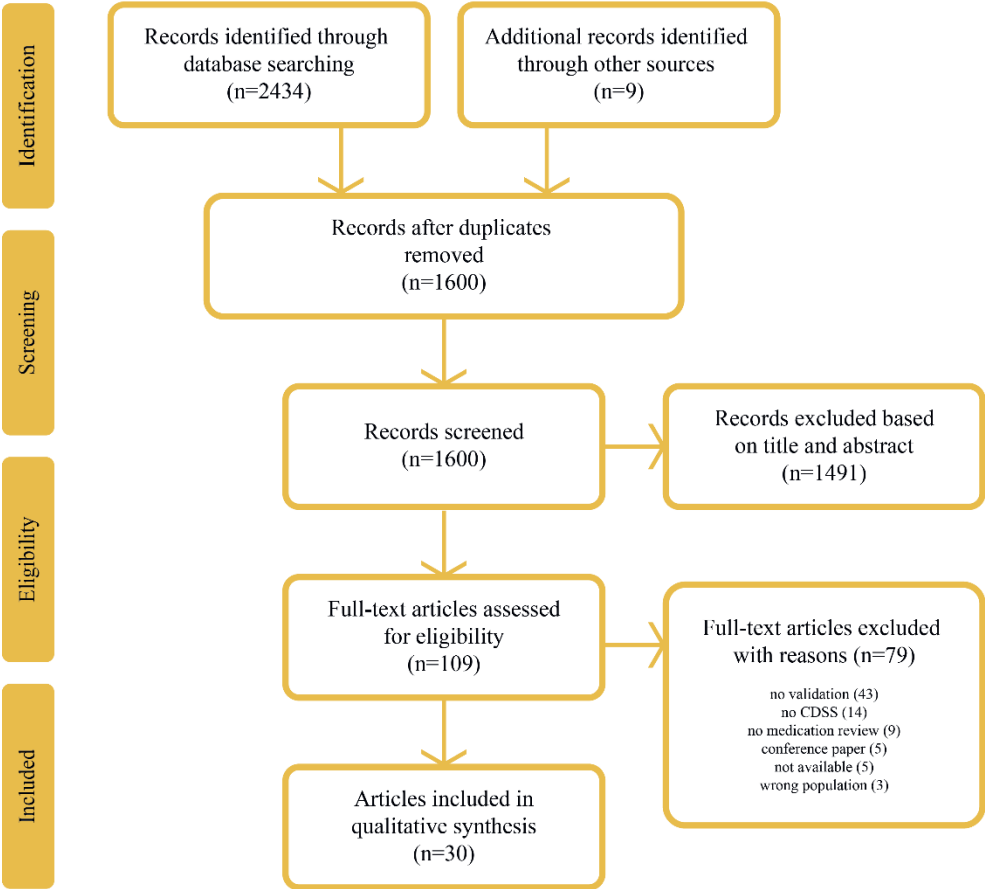 Identification
Records identified through
database searching
(n=2434)
Additional records identified
through other sources
(n=9)
Records after duplicates
removed
(n=1600)
Screening
Records screened
(n=1600)
Records excluded based
on title and abstract
(n=1491)
Eligibility
Full-text articles assessed
for eligibility
(n=109)
Full-text articles excluded
with reasons (n=79)
no validation (43)
no CDSS (14)
no medication review (9)
conference paper (5)
not available (5)
wrong population (3)
Included
Articles included in
qualitative synthesis
(n=30)